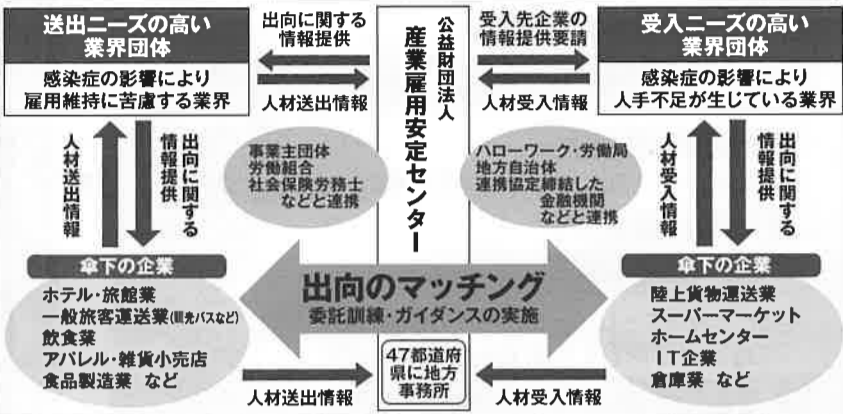 送出ニーズの高い
業界団体
感染症の影響により
雇用維持に苦慮する業界
出向に関する
情報提供
人材送出情報
公益財団法人
産業雇用安定センター
受入先企業の
情報提供要請
人材受入情報
受入ニーズの高い
業界団体
感染症の影響により
人手不足が生じている業界
人材送出情報
出向に関する
情報提供
事業主団体
労働組合
社会保険労務士
などと連携
ハローワーク・労働局
地方自治体
連携協定締結した
金融機関
などと連携
人材受入情報
出向に関する
情報提供
傘下の企業
ホテル・旅館業
一般旅客運送業(観光バスなど)
飲食業
アパレル・雑貨小売店
食品製造業 など
出向のマッチング
委託訓練・ガイダンスの実施
傘下の企業
陸上貨物運送業
スーパーマーケット
ホームセンター
IT企業
倉庫業 など
人材送出情報
47都道府
県に地方
事務所
人材受入情報